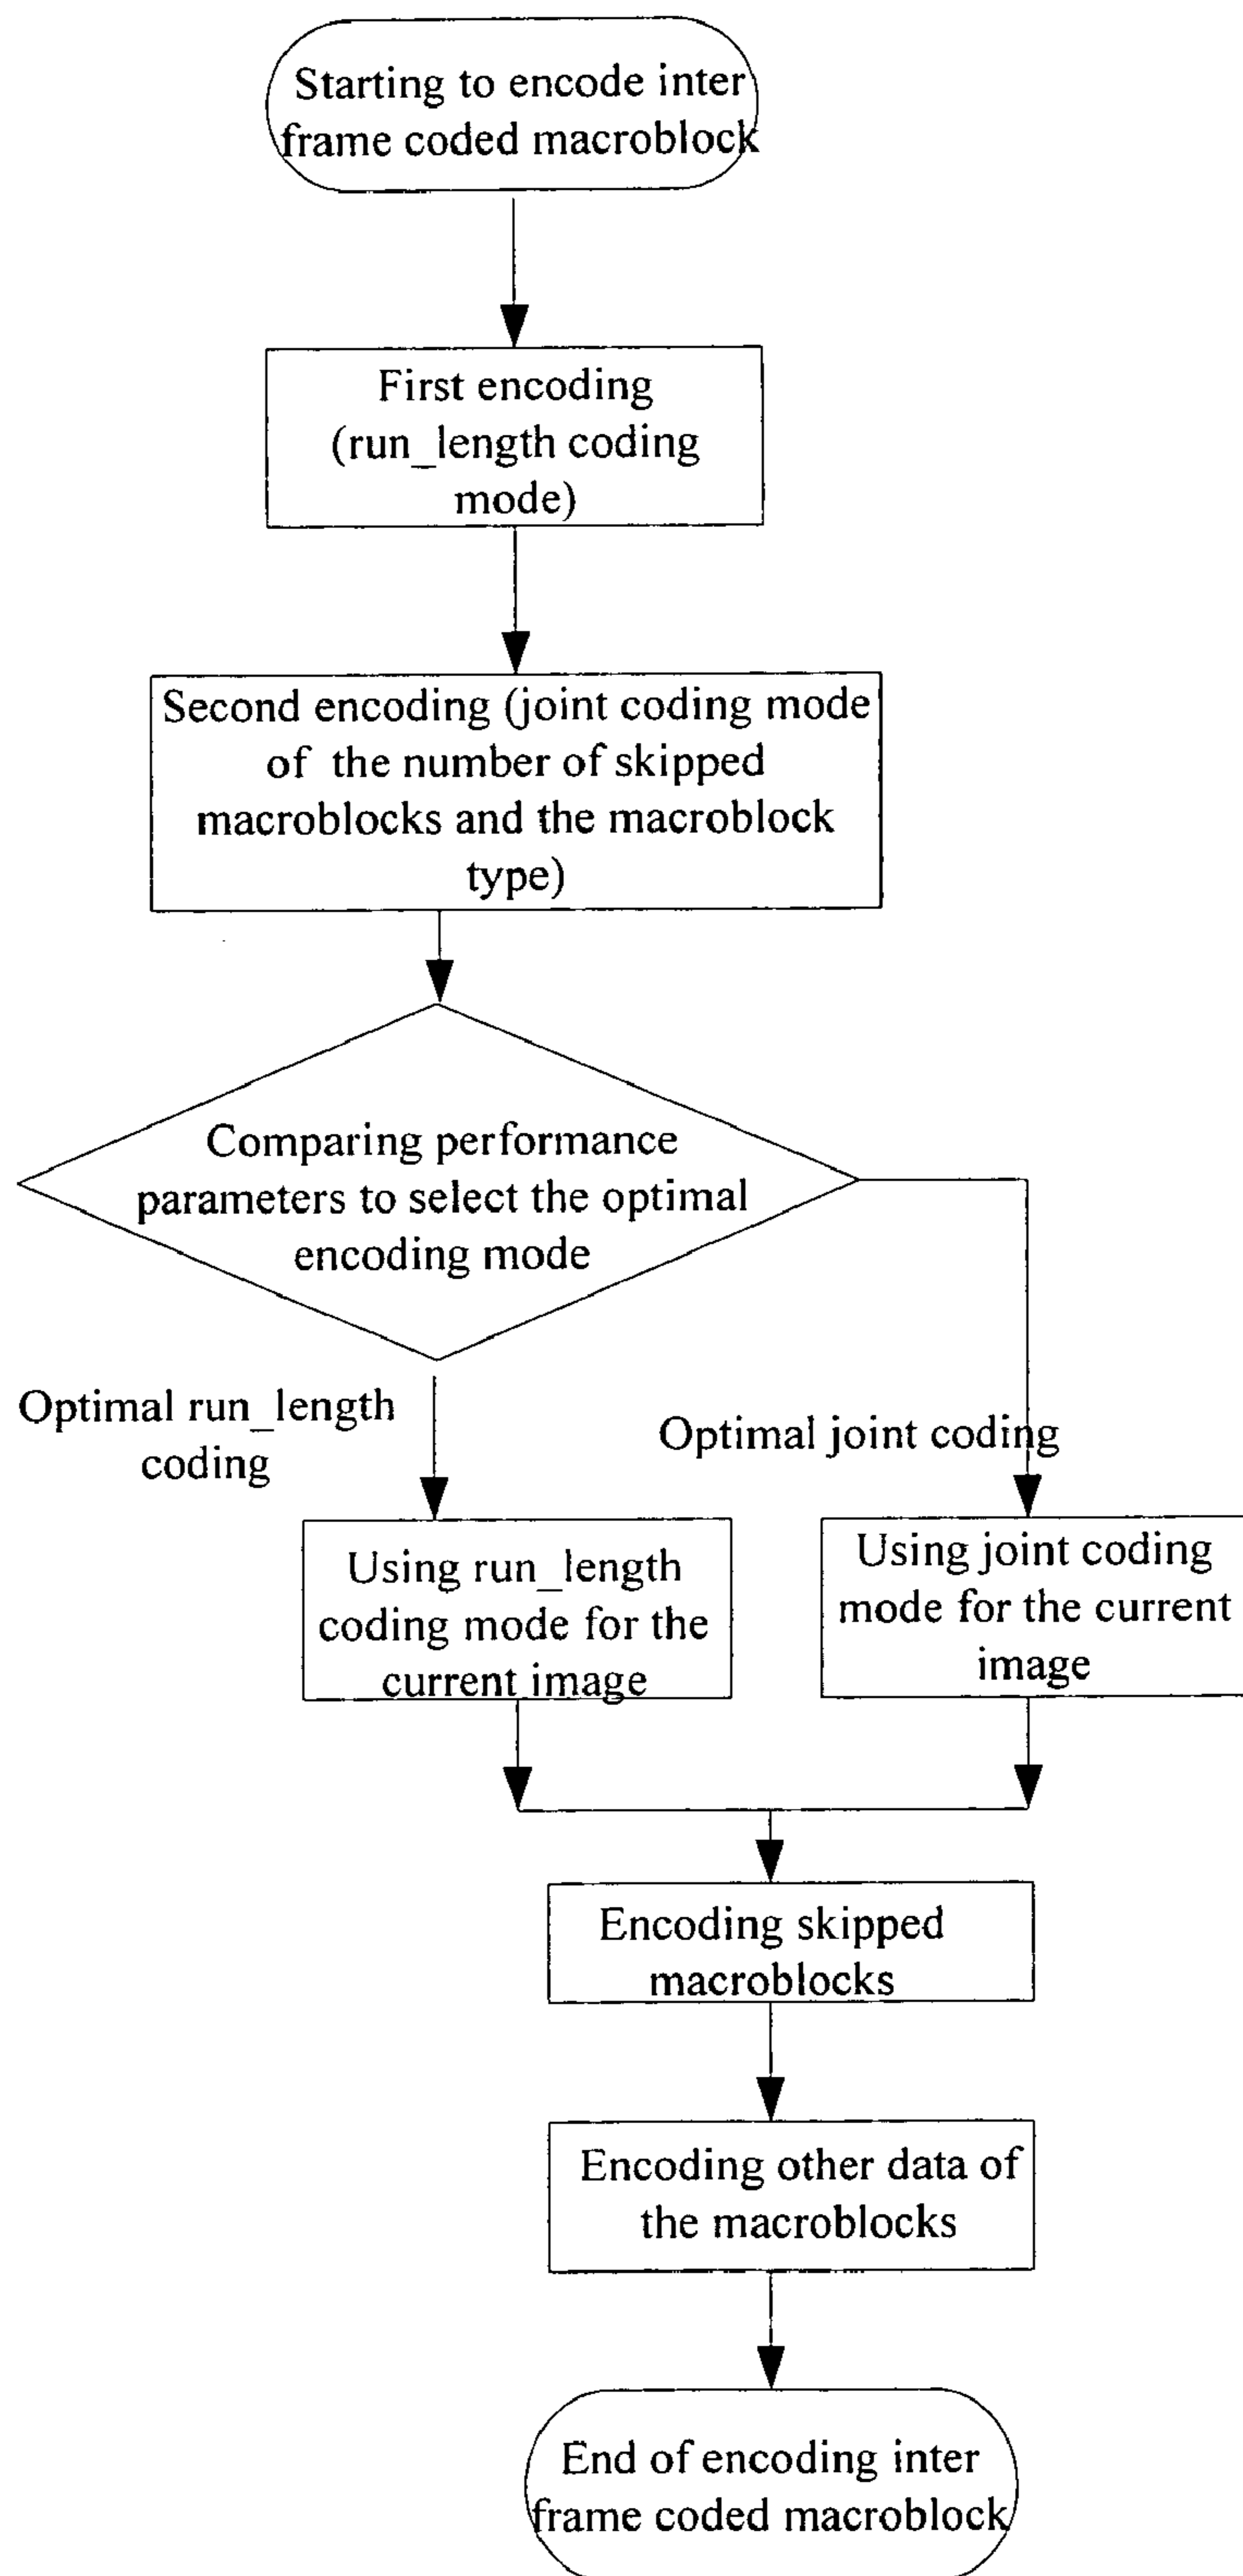 Starting to encode inter
frame coded macroblock
First encoding
(run_length coding
mode)
Second encoding (joint coding mode
of the number of skipped
macroblocks and the macroblock
type)
Comparing performance
parameters to select the optimal
encoding mode
Optimal run_length
coding
Optimal joint coding
Using run_length
coding mode for the
current image
Using joint coding
mode for the current
image
Encoding skipped
macroblocks
Encoding other data of
the macroblocks
End of encoding inter
frame coded macroblock